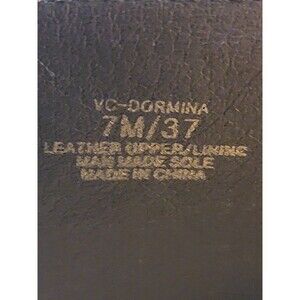 VC-DORMINA
7M/37
LEATHER UPPER/LINING
MAN MADE SOLE
MADE IN CHINA